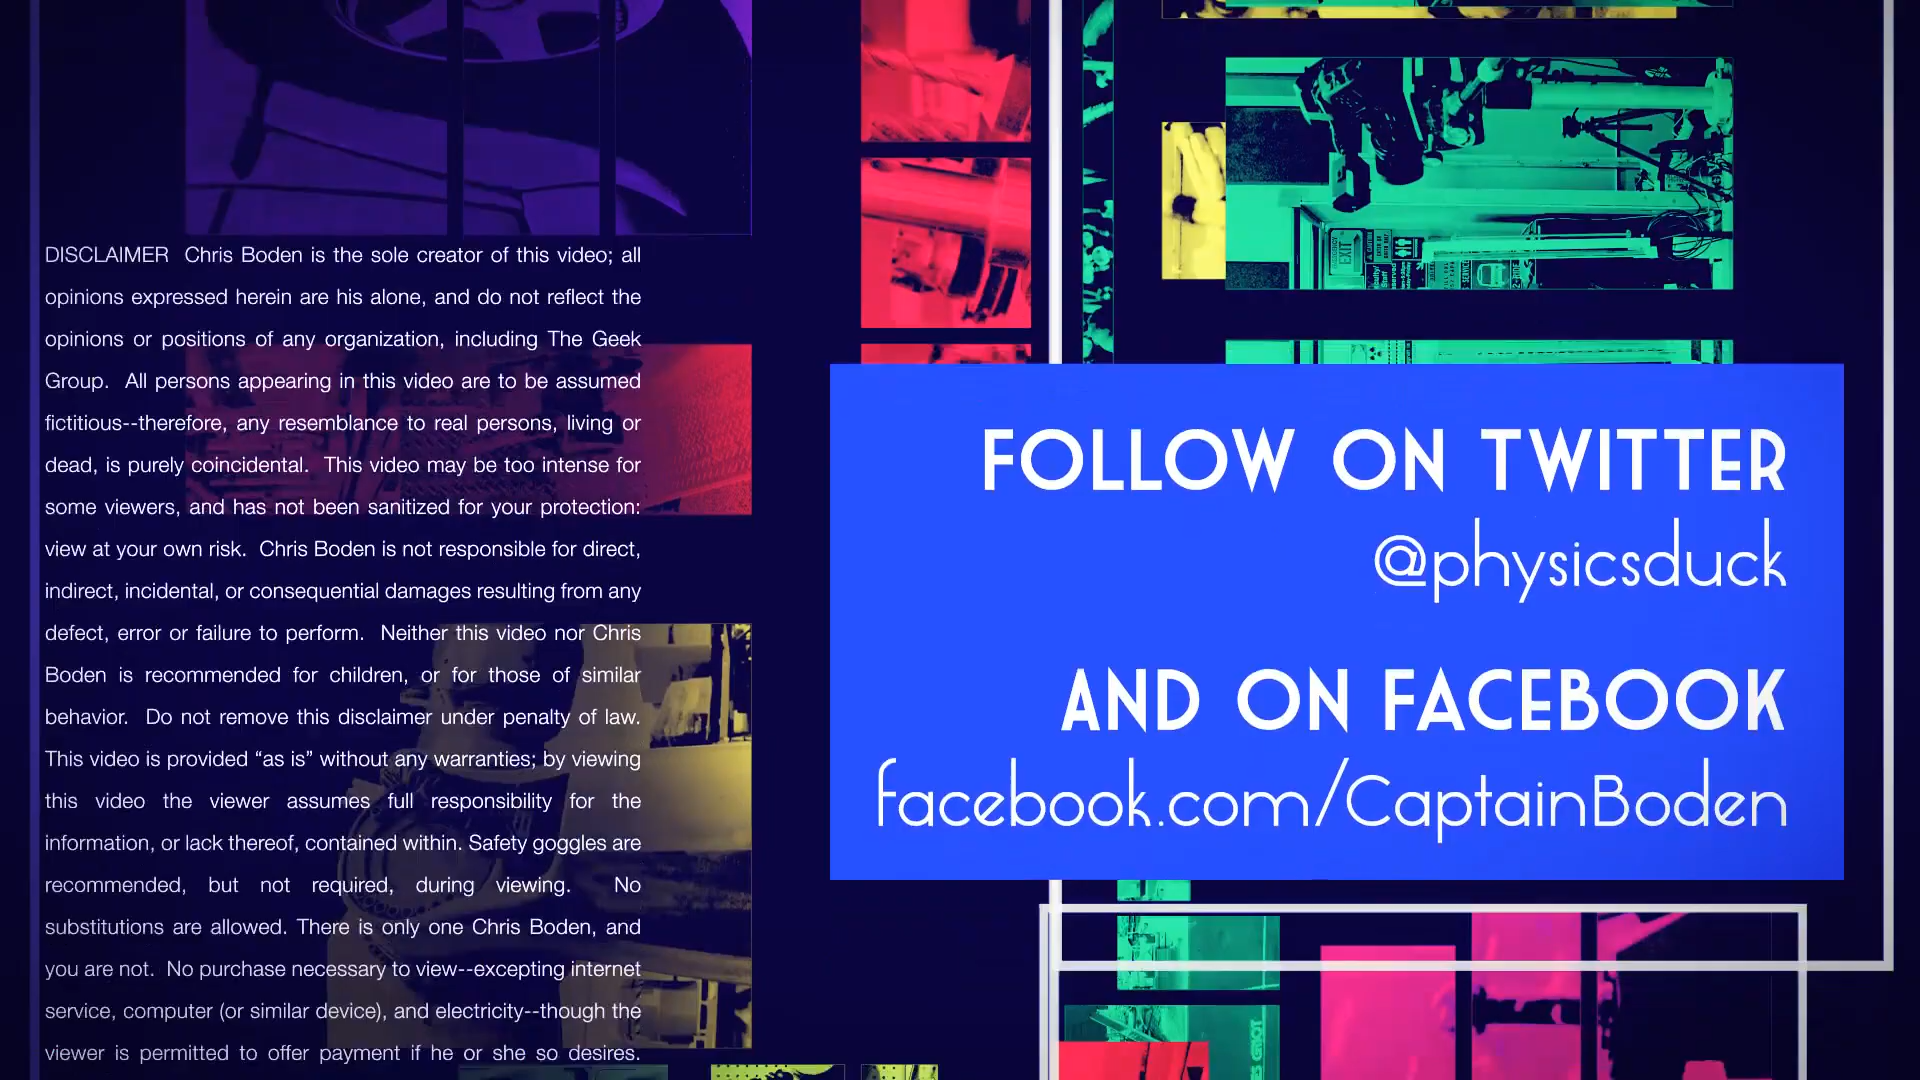 DISCLAIMER  Chris Boden is the sole creator of this video; all
opinions expressed herein are his alone, and do not reflect the
opinions or positions of any organization, including The Geek
Group.  All persons appearing in this video are to be assumed
fictitious--therefore, any resemblance to real persons, living or
dead, is purely coincidental.  This video may be too intense for
some viewers, and has not been sanitized for your protection:
view at your own risk.  Chris Boden is not responsible for direct,
indirect, incidental, or consequential damages resulting from any
defect, error or failure to perform.  Neither this video nor Chris
Boden is recommended for children, or for those of similar
behavior.  Do not remove this disclaimer under penalty of law.
This video is provided “as is” without any warranties; by viewing
this video the viewer assumes full responsibility for the
information, or lack thereof, contained within. Safety goggles are
recommended, but not required, during viewing.  No
substitutions are allowed. There is only one Chris Boden, and
you are not.  No purchase necessary to view--excepting internet
service, computer (or similar device), and electricity--though the
viewer is permitted to offer payment if he or she so desires.
FOLLOW ON TWITTER
@physicsduck
AND ON FACEBOOK
facebook.com/CaptainBoden
EXIT